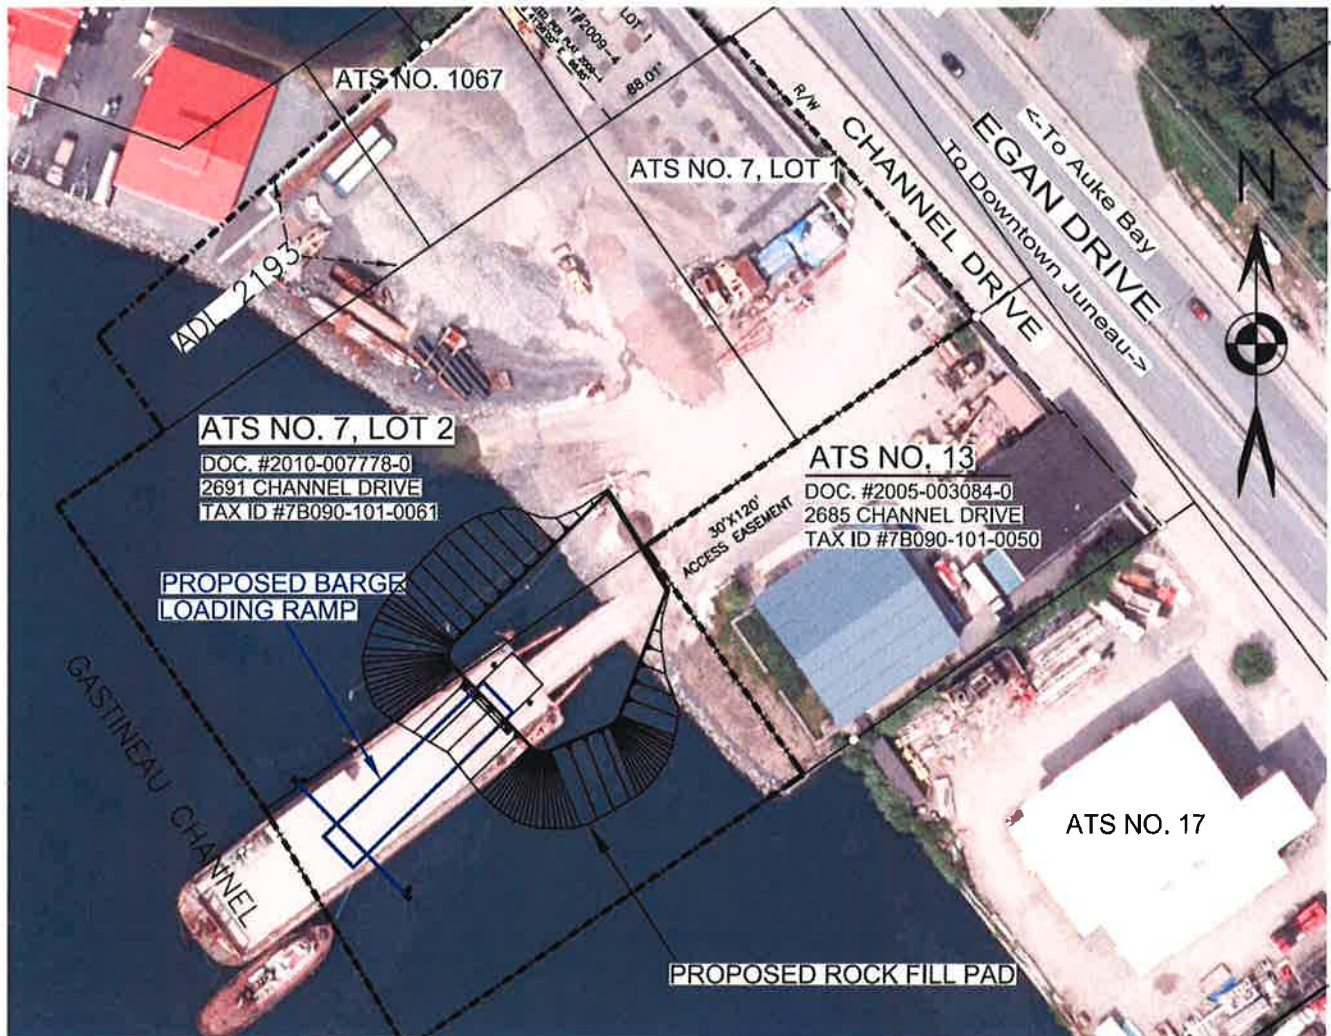 LOT 1
AT#2009-4
88.01'
ATS NO. 1067
R/W
CHANNEL DRIVE
<-To Auke Bay
EGAN DRIVE
To Downtown Juneau->
N
ATS NO. 7, LOT 1
ADL 2193
ATS NO. 7, LOT 2
DOC. #2010-007778-0
2691 CHANNEL DRIVE
TAX ID #7B090-101-0061
ATS NO. 13
DOC. #2005-003084-0
2685 CHANNEL DRIVE
TAX ID #7B090-101-0050
30'X120'
ACCESS EASEMENT
PROPOSED BARGE
LOADING RAMP
GASTINEAU CHANNEL
ATS NO. 17
PROPOSED ROCK FILL PAD